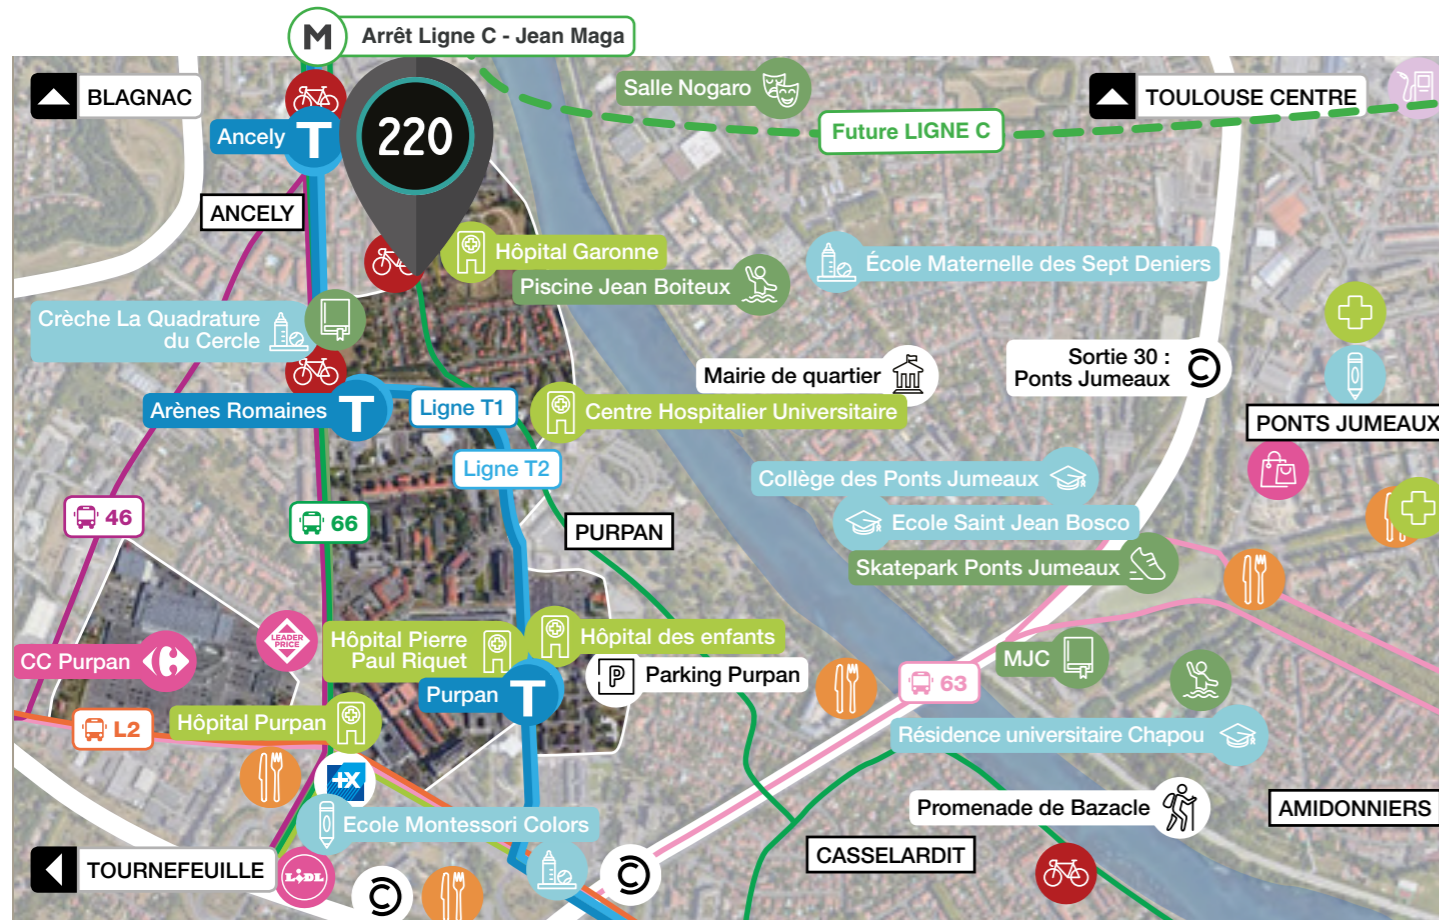 M
Arrêt Ligne C - Jean Maga
BLAGNAC
Salle Nogaro
TOULOUSE CENTRE
Future LIGNE C
Ancely
T
220
ANCELY
Hôpital Garonne
Piscine Jean Boiteux
École Maternelle des Sept Deniers
Crèche La Quadrature
du Cercle
Mairie de quartier
Sortie 30 :
Ponts Jumeaux
Arènes Romaines
T
Ligne T1
Centre Hospitalier Universitaire
PONTS JUMEAUX
Ligne T2
Collège des Ponts Jumeaux
46
66
PURPAN
Ecole Saint Jean Bosco
Skatepark Ponts Jumeaux
LEADER
PRICE
CC Purpan
Hôpital Pierre
Paul Riquet
Hôpital des enfants
MJC
P
Parking Purpan
Purpan
T
63
L2
Hôpital Purpan
Résidence universitaire Chapou
+X
Promenade de Bazacle
AMIDONNIERS
Ecole Montessori Colors
CASSELARDIT
TOURNEFEUILLE
LIDL